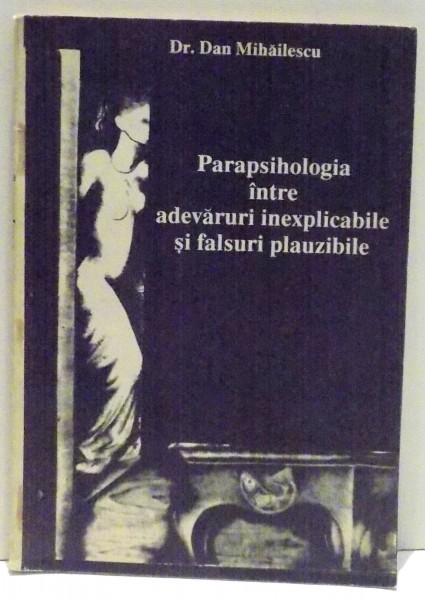 Dr. Dan Mihăilescu
Parapsihologia
între
adevăruri inexplicabile
și falsuri plauzibile